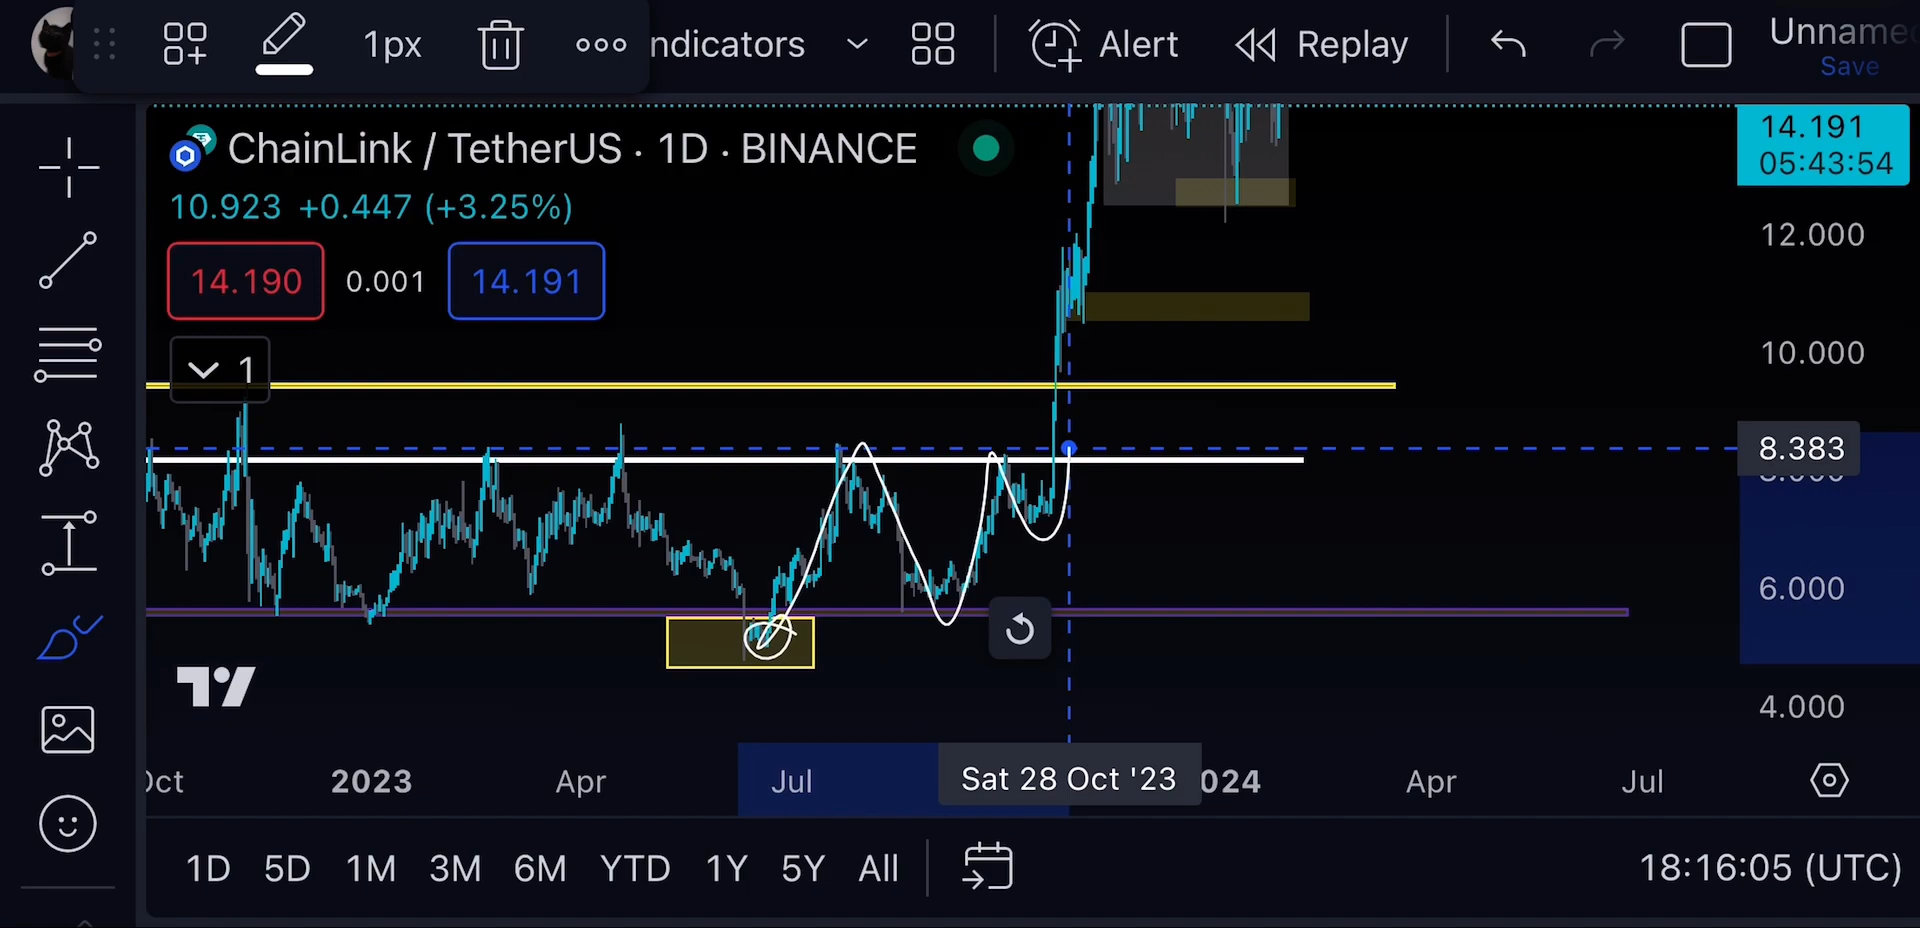 1px
ndicators
Alert
Replay
Unname
Save
ChainLink / TetherUS · 1D · BINANCE
10.923 +0.447 (+3.25%)
14.190 0.001 14.191
1
14.191
05:43:54
12.000
10.000
8.383
6.000
4.000
Oct 2023 Apr Jul Sat 28 Oct '23 024 Apr Jul
1D 5D 1M 3M 6M YTD 1Y 5Y All
18:16:05 (UTC)